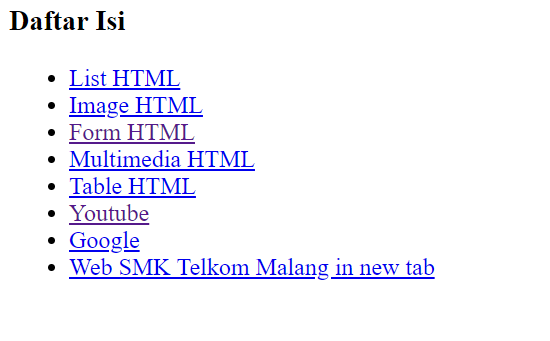 Daftar Isi
List HTML
Image HTML
Form HTML
Multimedia HTML
Table HTML
Youtube
Google
Web SMK Telkom Malang in new tab